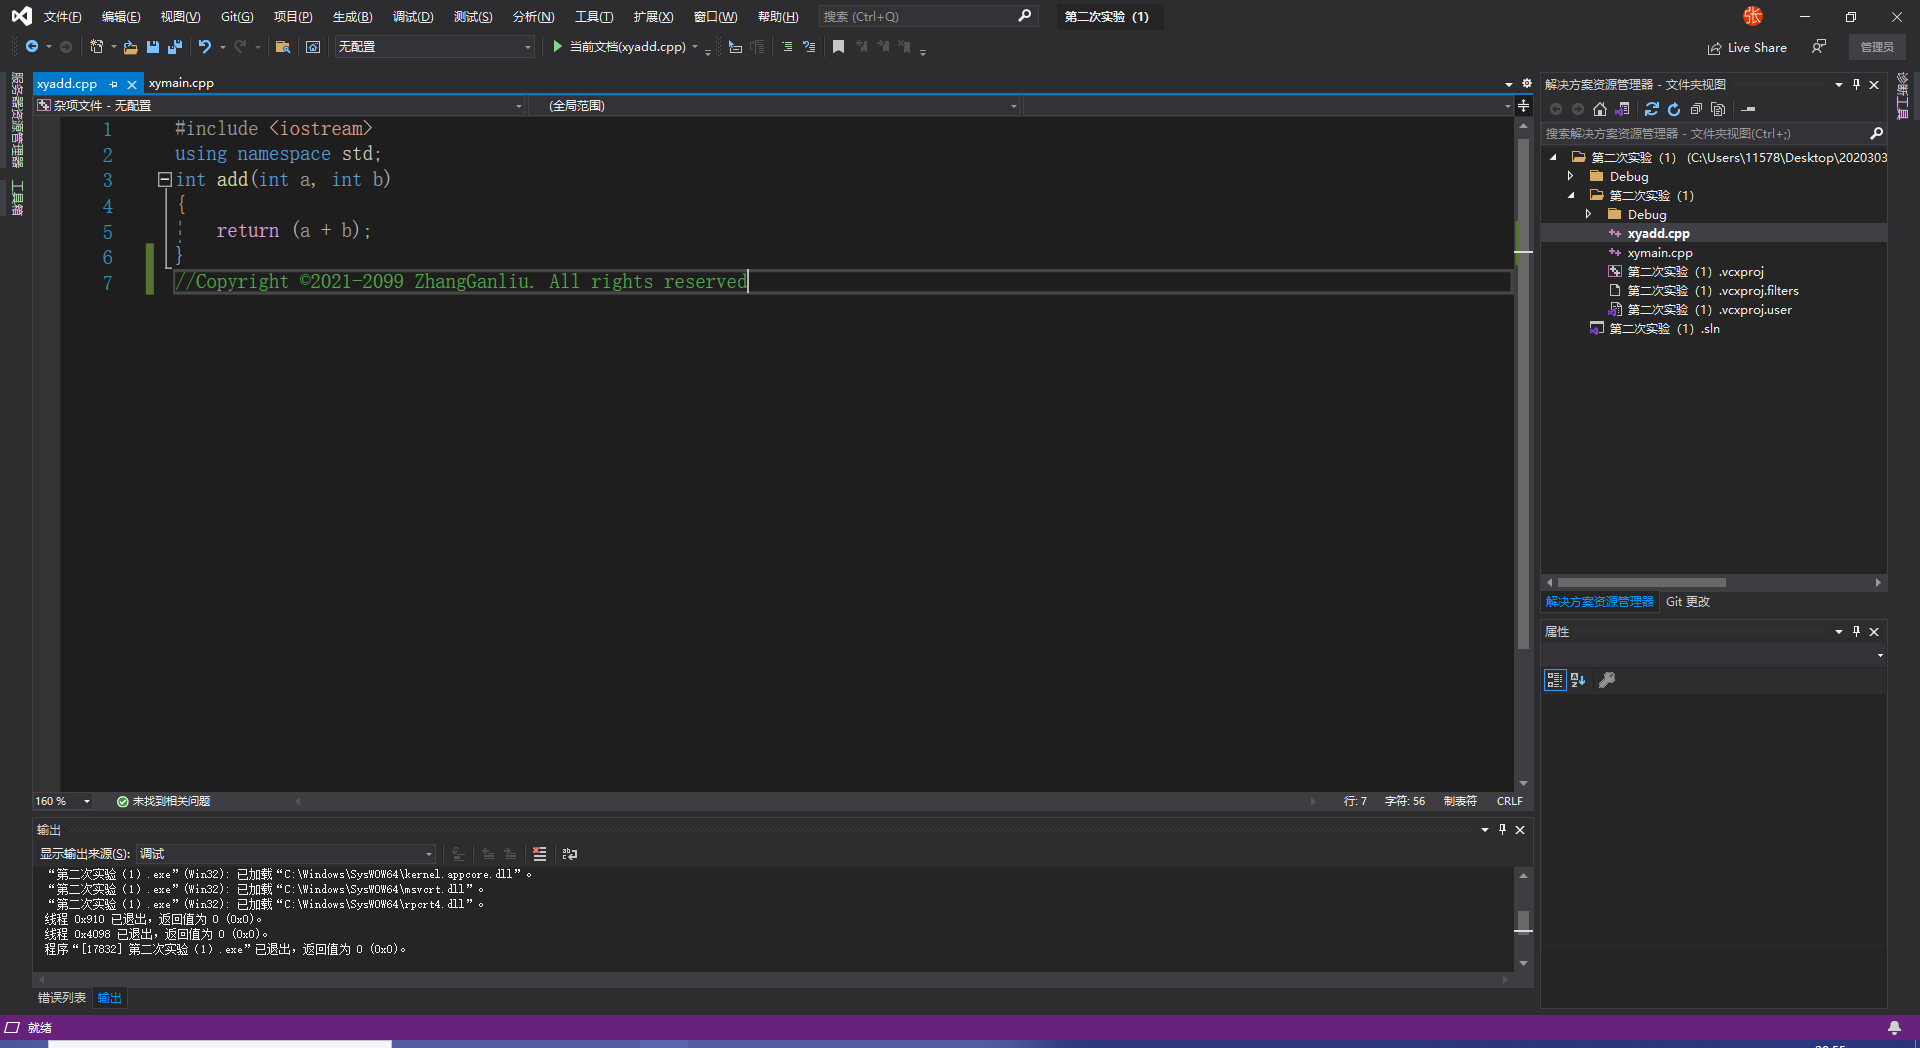 文件(F) 编辑(E) 视图(V) Git(G) 项目(P) 生成(B) 调试(D) 测试(S) 分析(N) 工具(T) 扩展(X) 窗口(W) 帮助(H) 搜索 (Ctrl+Q) 第二次实验（1） 张
无配置 当前文档(xyadd.cpp) Live Share 管理员
服务器资源管理器
工具箱
xyadd.cpp xymain.cpp
杂项文件 - 无配置 (全局范围)
1 #include <iostream>
2 using namespace std;
3 int add(int a, int b)
4 {
5 return (a + b);
6 }
7 //Copyright ©2021-2099 ZhangGanliu. All rights reserved
160 % 未找到相关问题 行: 7 字符: 56 制表符 CRLF
输出
显示输出来源(S): 调试
“第二次实验（1）.exe”(Win32): 已加载“C:\Windows\SysWOW64\kernel.appcore.dll”。
“第二次实验（1）.exe”(Win32): 已加载“C:\Windows\SysWOW64\msvcrt.dll”。
“第二次实验（1）.exe”(Win32): 已加载“C:\Windows\SysWOW64\rpcrt4.dll”。
线程 0x910 已退出，返回值为 0 (0x0)。
线程 0x4098 已退出，返回值为 0 (0x0)。
程序“[17832] 第二次实验（1）.exe”已退出，返回值为 0 (0x0)。
错误列表 输出
就绪
解决方案资源管理器 - 文件夹视图
搜索解决方案资源管理器 - 文件夹视图(Ctrl+;)
第二次实验（1） (C:\Users\11578\Desktop\2020303
Debug
第二次实验（1）
Debug
xyadd.cpp
xymain.cpp
第二次实验（1）.vcxproj
第二次实验（1）.vcxproj.filters
第二次实验（1）.vcxproj.user
第二次实验（1）.sln
解决方案资源管理器 Git 更改
属性
诊断工具